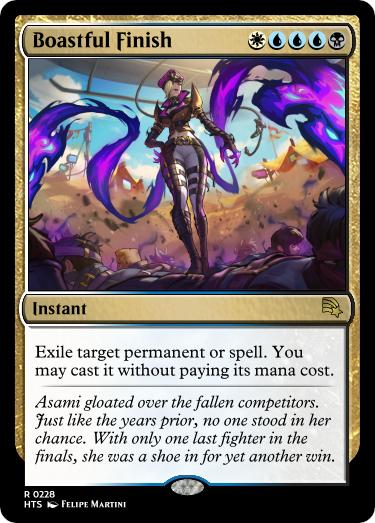 Boastful Finish
Instant
Exile target permanent or spell. You
may cast it without paying its mana cost.
Asami gloated over the fallen competitors.
Just like the years prior, no one stood in her
chance. With only one last fighter in the
finals, she was a shoe in for yet another win.
R 0228
HTS Felipe Martini